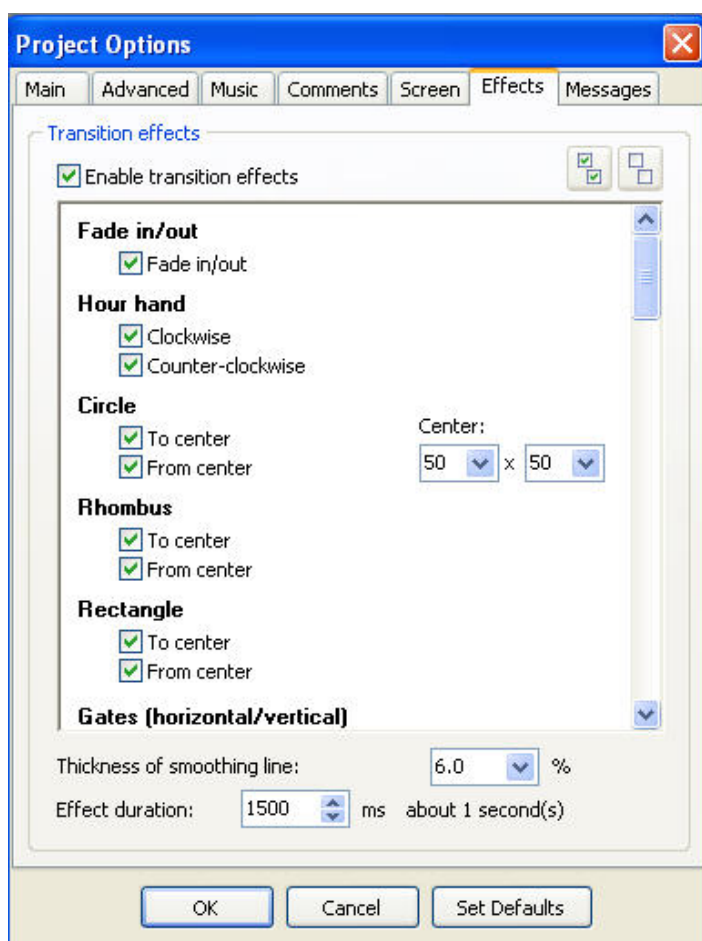 Project Options
Main Advanced Music Comments Screen Effects Messages
Transition effects
Enable transition effects
Fade in/out
Fade in/out
Hour hand
Clockwise
Counter-clockwise
Circle
To center
From center
Center:
50 x 50
Rhombus
To center
From center
Rectangle
To center
From center
Gates (horizontal/vertical)
Thickness of smoothing line: 6.0 %
Effect duration: 1500 ms about 1 second(s)
OK Cancel Set Defaults